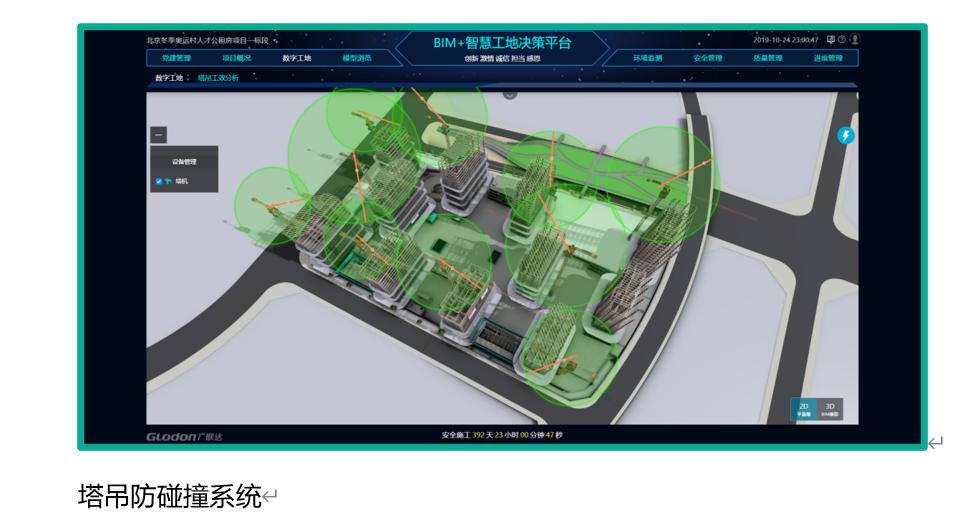 北京冬季奥运村人才公租房项目一标段
BIM+智慧工地决策平台
2019-10-24 23:00:47
党建管理 项目概况 数字工地 模型浏览
创新 激情 诚信 担当 感恩
环境监测 安全管理 质量管理 进度管理
数字工地： 塔吊工效分析
设备管理
塔机
2D 3D
平面图 BIM模型
GLODON广联达
安全施工 392 天 23 小时 00 分钟 47 秒
塔吊防碰撞系统